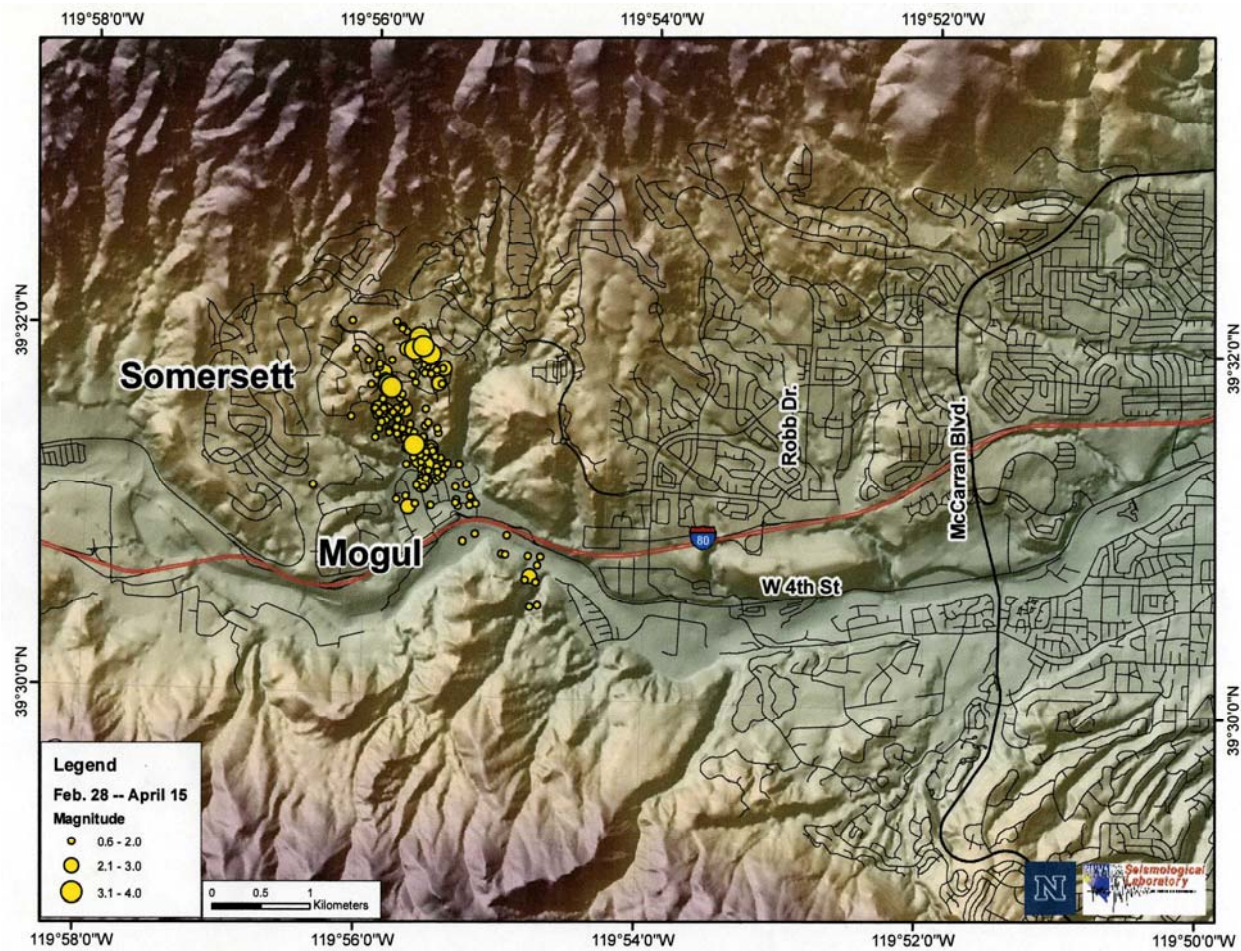 119°58'0"W 119°56'0"W 119°54'0"W 119°52'0"W
39°32'0"N
39°32'0"N
Somersett
Robb Dr.
McCarran Blvd.
80
Mogul
W 4th St
39°30'0"N
39°30'0"N
Legend
Feb. 28 -- April 15
Magnitude
0.6 - 2.0
2.1 - 3.0
3.1 - 4.0
0 0.5 1
Kilometers
N
Seismological
Laboratory
119°58'0"W 119°56'0"W 119°54'0"W 119°52'0"W 119°50'0"W